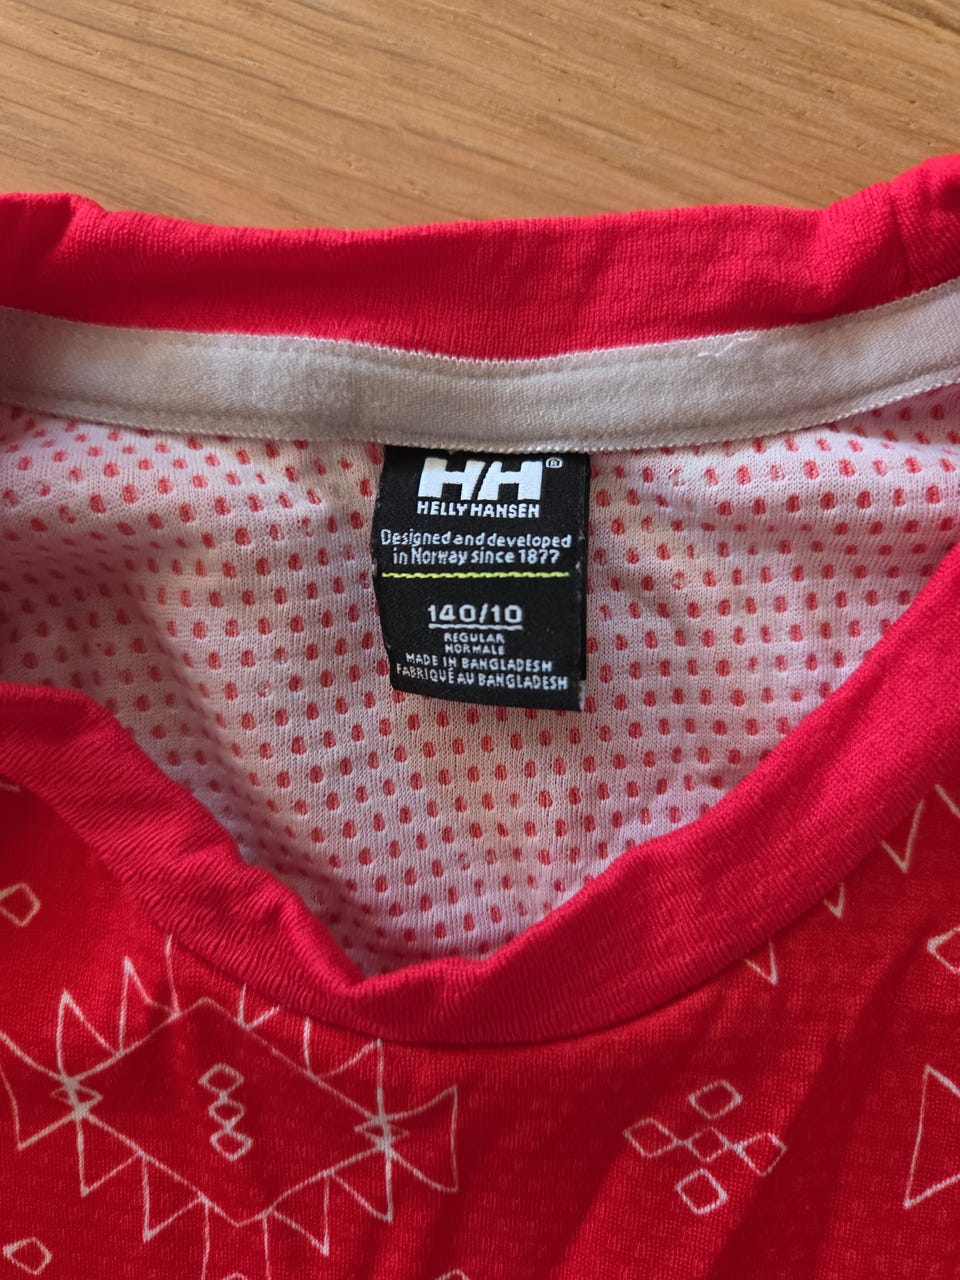 HH®
HELLY HANSEN
Designed and developed
in Norway since 1877
140/10
REGULAR
NORMALE
MADE IN BANGLADESH
FABRIQUÉ AU BANGLADESH